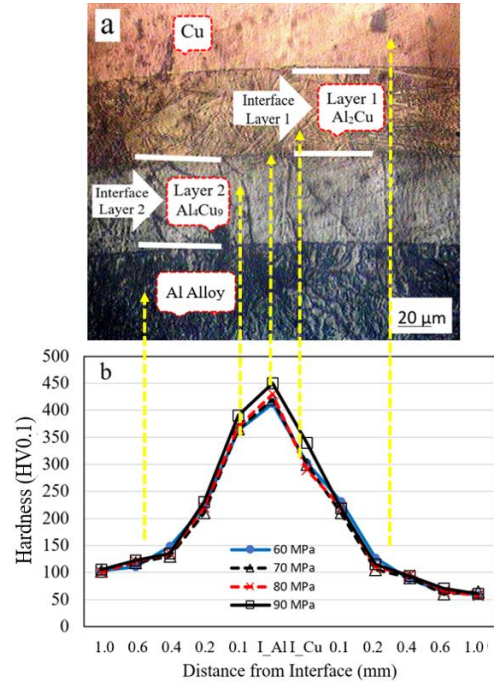 a
Cu
Interface
Layer 1
Layer 1
Al₂Cu
Interface
Layer 2
Layer 2
Al₄Cu₉
Al Alloy
20 μm
b
500
450
400
350
300
250
200
150
100
50
0
Hardness (HV0.1)
60 MPa
70 MPa
80 MPa
90 MPa
1.0 0.6 0.4 0.2 0.1 I_Al I_Cu 0.1 0.2 0.4 0.6 1.0
Distance from Interface (mm)